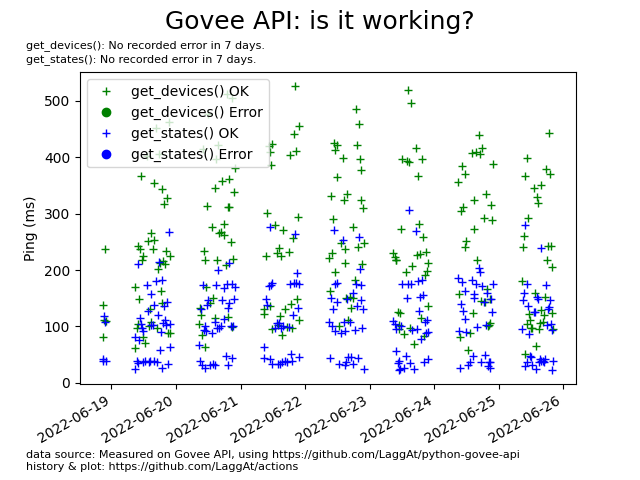 Govee API: is it working?
get_devices(): No recorded error in 7 days.
get_states(): No recorded error in 7 days.
get_devices() OK
get_devices() Error
get_states() OK
get_states() Error
Ping (ms)
500
400
300
200
100
0
2022-06-19
2022-06-20
2022-06-21
2022-06-22
2022-06-23
2022-06-24
2022-06-25
2022-06-26
data source: Measured on Govee API, using https://github.com/LaggAt/python-govee-api
history & plot: https://github.com/LaggAt/actions